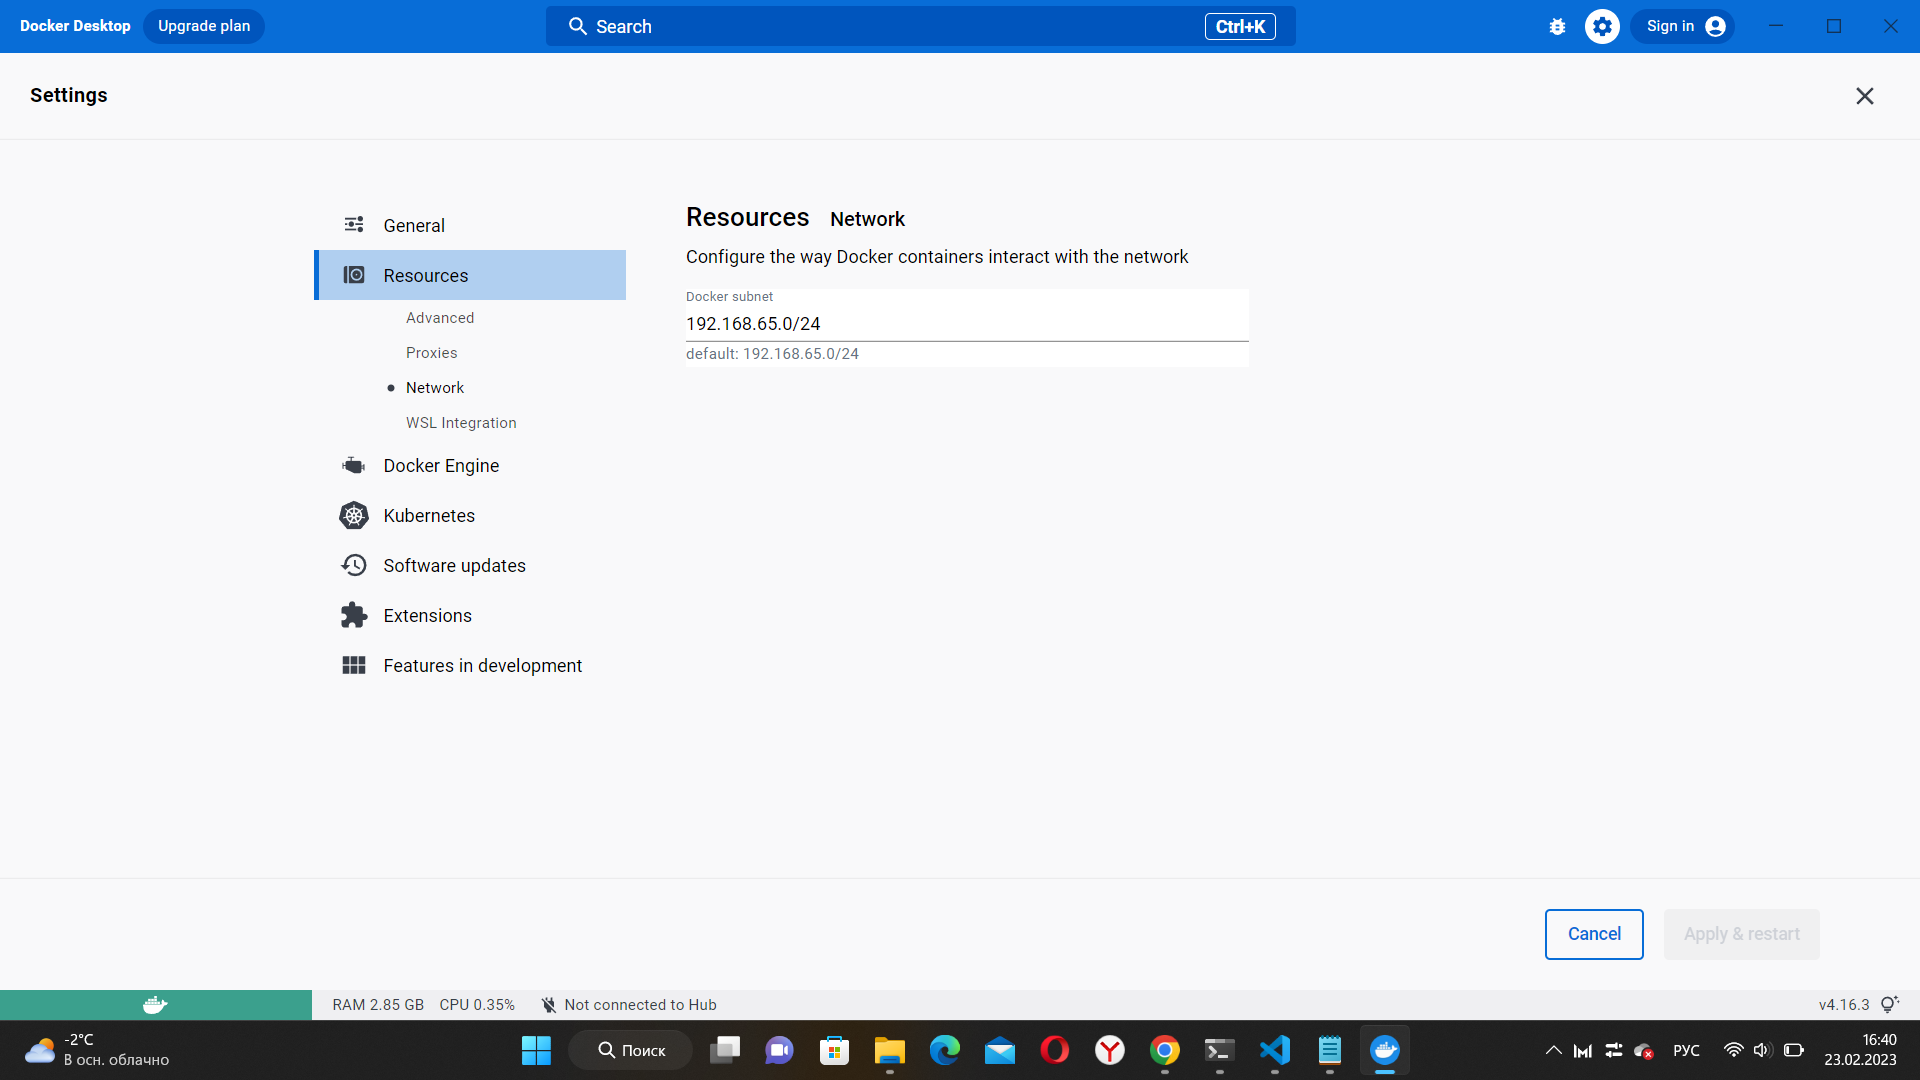 Docker Desktop
Upgrade plan
Search
Ctrl+K
Sign in
Settings
General
Resources
Advanced
Proxies
Network
WSL Integration
Docker Engine
Kubernetes
Software updates
Extensions
Features in development
Resources Network
Configure the way Docker containers interact with the network
Docker subnet
192.168.65.0/24
default: 192.168.65.0/24
Cancel
Apply & restart
RAM 2.85 GB CPU 0.35% Not connected to Hub
v4.16.3
-2°C
В осн. облачно
Поиск
РУС
16:40
23.02.2023